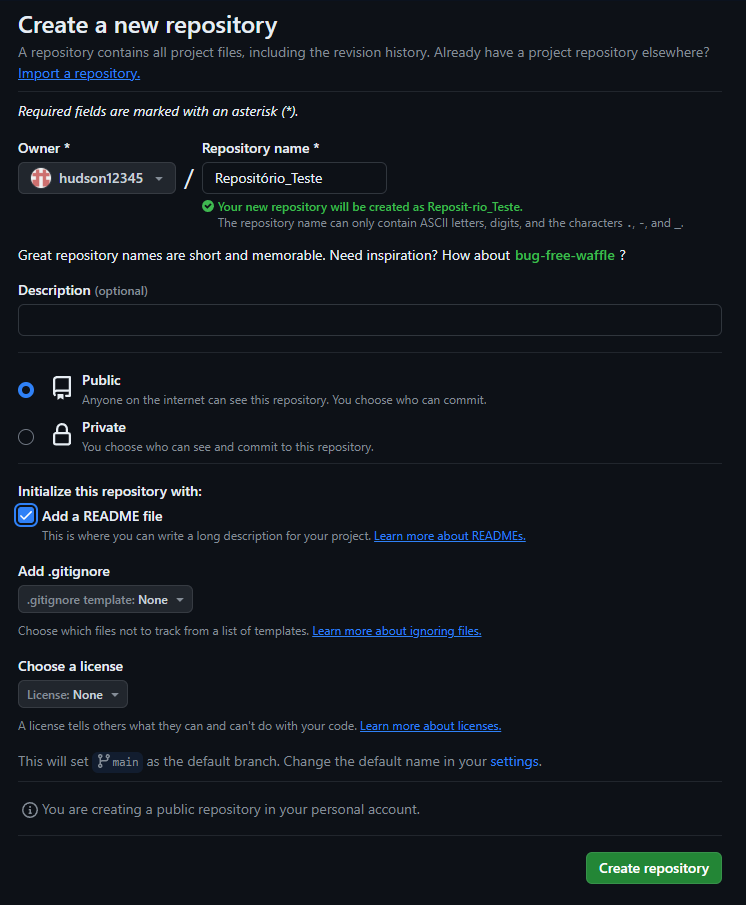 Create a new repository
A repository contains all project files, including the revision history. Already have a project repository elsewhere?
Import a repository.
Required fields are marked with an asterisk (*).
Owner *
Repository name *
hudson12345
/
Repositório_Teste
Your new repository will be created as Reposit-rio_Teste.
The repository name can only contain ASCII letters, digits, and the characters ., -, and _.
Great repository names are short and memorable. Need inspiration? How about bug-free-waffle ?
Description (optional)
Public
Anyone on the internet can see this repository. You choose who can commit.
Private
You choose who can see and commit to this repository.
Initialize this repository with:
Add a README file
This is where you can write a long description for your project. Learn more about READMEs.
Add .gitignore
.gitignore template: None
Choose which files not to track from a list of templates. Learn more about ignoring files.
Choose a license
License: None
A license tells others what they can and can't do with your code. Learn more about licenses.
This will set main as the default branch. Change the default name in your settings.
You are creating a public repository in your personal account.
Create repository